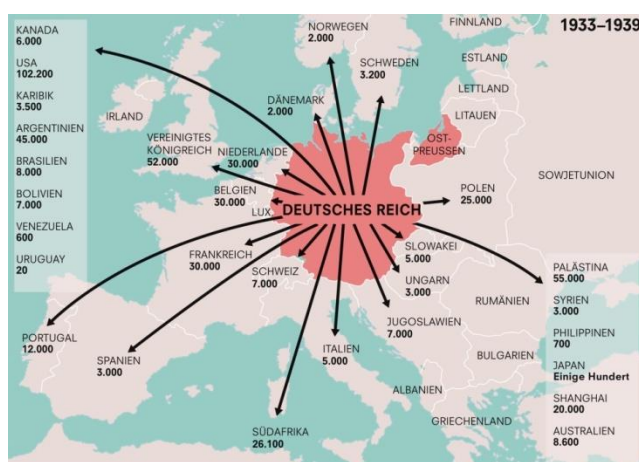 1933–1939
KANADA
6.000
USA
102.200
KARIBIK
3.500
ARGENTINIEN
45.000
BRASILIEN
8.000
BOLIVIEN
7.000
VENEZUELA
600
URUGUAY
20
NORWEGEN
2.000
SCHWEDEN
3.200
FINNLAND
ESTLAND
LETTLAND
LITAUEN
DÄNEMARK
2.000
IRLAND
VEREINIGTES
KÖNIGREICH
52.000
NIEDERLANDE
30.000
OST-
PREUSSEN
SOWJETUNION
BELGIEN
30.000
POLEN
25.000
LUX
DEUTSCHES REICH
FRANKREICH
30.000
SCHWEIZ
7.000
SLOWAKEI
5.000
UNGARN
3.000
RUMÄNIEN
JUGOSLAWIEN
7.000
PORTUGAL
12.000
SPANIEN
3.000
ITALIEN
5.000
BULGARIEN
ALBANIEN
GRIECHENLAND
SÜDAFRIKA
26.100
PALÄSTINA
55.000
SYRIEN
3.000
PHILIPPINEN
700
JAPAN
Einige Hundert
SHANGHAI
20.000
AUSTRALIEN
8.600